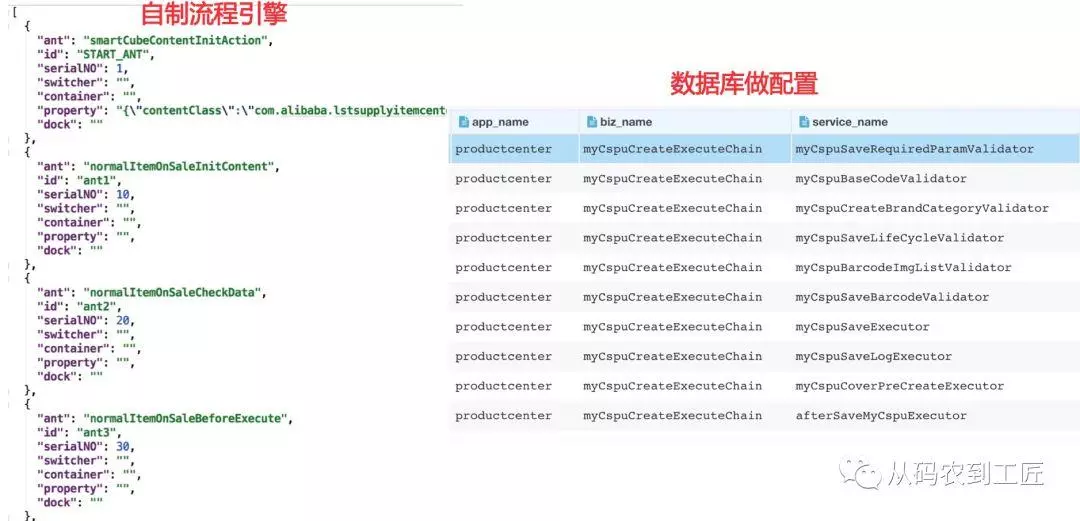 自制流程引擎
[
{
"ant": "smartCubeContentInitAction",
"id": "START_ANT",
"serialNO": 1,
"switcher": "",
"container": "",
"property": "{\"contentClass\":\"com.alibaba.lstsupplyitemcente
"dock": ""
},
{
"ant": "normalItemOnSaleInitContent",
"id": "ant1",
"serialNO": 10,
"switcher": "",
"container": "",
"property": "",
"dock": ""
},
{
"ant": "normalItemOnSaleCheckData",
"id": "ant2",
"serialNO": 20,
"switcher": "",
"container": "",
"property": "",
"dock": ""
},
{
"ant": "normalItemOnSaleBeforeExecute",
"id": "ant3",
"serialNO": 30,
"switcher": "",
"container": "",
"property": "",
"dock": ""
},
数据库做配置
app_name biz_name service_name
productcenter myCspuCreateExecuteChain myCspuSaveRequiredParamValidator
productcenter myCspuCreateExecuteChain myCspuBaseCodeValidator
productcenter myCspuCreateExecuteChain myCspuCreateBrandCategoryValidator
productcenter myCspuCreateExecuteChain myCspuSaveLifeCycleValidator
productcenter myCspuCreateExecuteChain myCspuBarcodeImgListValidator
productcenter myCspuCreateExecuteChain myCspuSaveBarcodeValidator
productcenter myCspuCreateExecuteChain myCspuSaveExecutor
productcenter myCspuCreateExecuteChain myCspuSaveLogExecutor
productcenter myCspuCreateExecuteChain myCspuCoverPreCreateExecutor
productcenter myCspuCreateExecuteChain afterSaveMyCspuExecutor
从码农到工匠